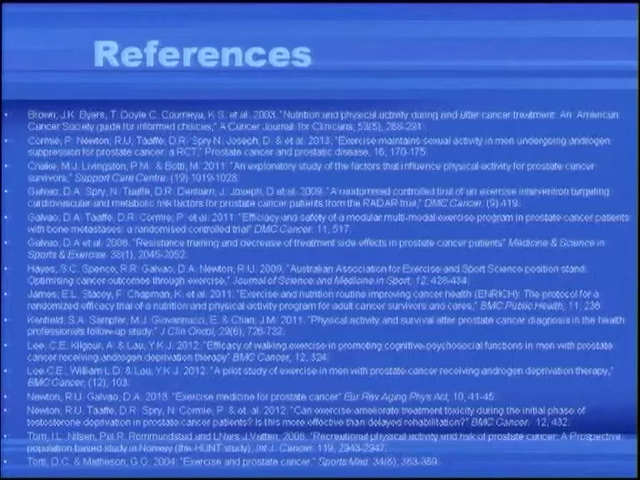 References
Brown, J.K. Byers, T. Doyle C. Courneya, K.S. et al. 2003. "Nutrition and physical activity during and after cancer treatment: An American
Cancer Society guide for informed choices," A Cancer Journal for Clinicians, 53(5), 268-291.
Cormie, P. Newton, R.U. Taaffe, D.R. Spry N. Joseph, D. & et al. 2013. "Exercise maintains sexual activity in men undergoing androgen
suppression for prostate cancer: a RCT," Prostate cancer and prostatic disease, 16, 170-175.
M.J. Livingston, P.M. & Botti, M. 2011. "An exploratory study of the factors that influence physical activity for prostate cancer
survivors," Support Care Centre. (19) 1019-1028.
Galvao, D.A. Spry, N. Taaffe, D.R. Denham, J. Joseph, D et al. 2009. "A randomised controlled trial of an exercise intervention targeting
cardiovascular and metabolic risk factors for prostate cancer patients from the RADAR trial," DMC Cancer. (9) 419.
Galvao, D.A. Taaffe, D.R. Cormie, P. et al. 2011. "Efficacy and safety of a modular multi-modal exercise program in prostate cancer patients
with bone metastases: a randomised controlled trial" DMC Cancer. 11, 517.
Galvao, D.A et al. 2006. "Resistance training and decrease of treatment side effects in prostate cancer patients" Medicine & Science in
Sports & Exercise. 38(1), 2045-2052.
Hayes, S.C. Spence, R.R. Galvao, D.A. Newton, R.U. 2009. "Australian Association for Exercise and Sport Science position stand:
Optimising cancer outcomes through exercise," Journal of Science and Medicine in Sport, 12, 428-434.
James, E.L. Stacey, F. Chapman, K. et al. 2011. "Exercise and nutrition routine improving cancer health (ENRICH): The protocol for a
randomized efficacy trial of a nutrition and physical activity program for adult cancer survivors and carers," BMC Public Health, 11, 236
Kenfield, S.A. Stampfer, M.J. Giovannucci, E. & Chan, J.M. 2011. "Physical activity and survival after prostate cancer diagnosis in the health
professionals follow-up study." J Clin Oncol, 29(6), 726-732.
Lee, C.E. Kilgour, A. & Lau, Y.K.J. 2012. "Efficacy of walking exercise in promoting cognitive-psychosocial functions in men with prostate
cancer receiving androgen deprivation therapy" BMC Cancer, 12, 324.
Lee C.E., William L.D. & Lau, Y.K.J. 2012. "A pilot study of exercise in men with prostate cancer receiving androgen deprivation therapy,"
BMC Cancer, (12), 103.
Newton, R.U. Galvao, D.A. 2013. "Exercise medicine for prostate cancer" Eur Rev Aging Phys Act, 10, 41-45.
Newton, R.U. Taaffe, D.R. Spry, N. Cormie, P. & et. al. 2012. "Can exercise ameliorate treatment toxicity during the initial phase of
testosterone deprivation in prostate cancer patients? Is this more effective than delayed rehabilitation?" BMC Cancer. 12, 432.
I.L. Nilsen, Pal R. Rommundstad and LNars J.Vatten, 2006. "Recreational physical activity and risk of prostate cancer: A Prospective
population based study in Norway (the HUNT study), Int J. Cancer: 119, 2943-2947.
Torti, D.C. & Matheson, G.O. 2004: "Exercise and prostate cancer," Sports Med. 34(6), 363-369.